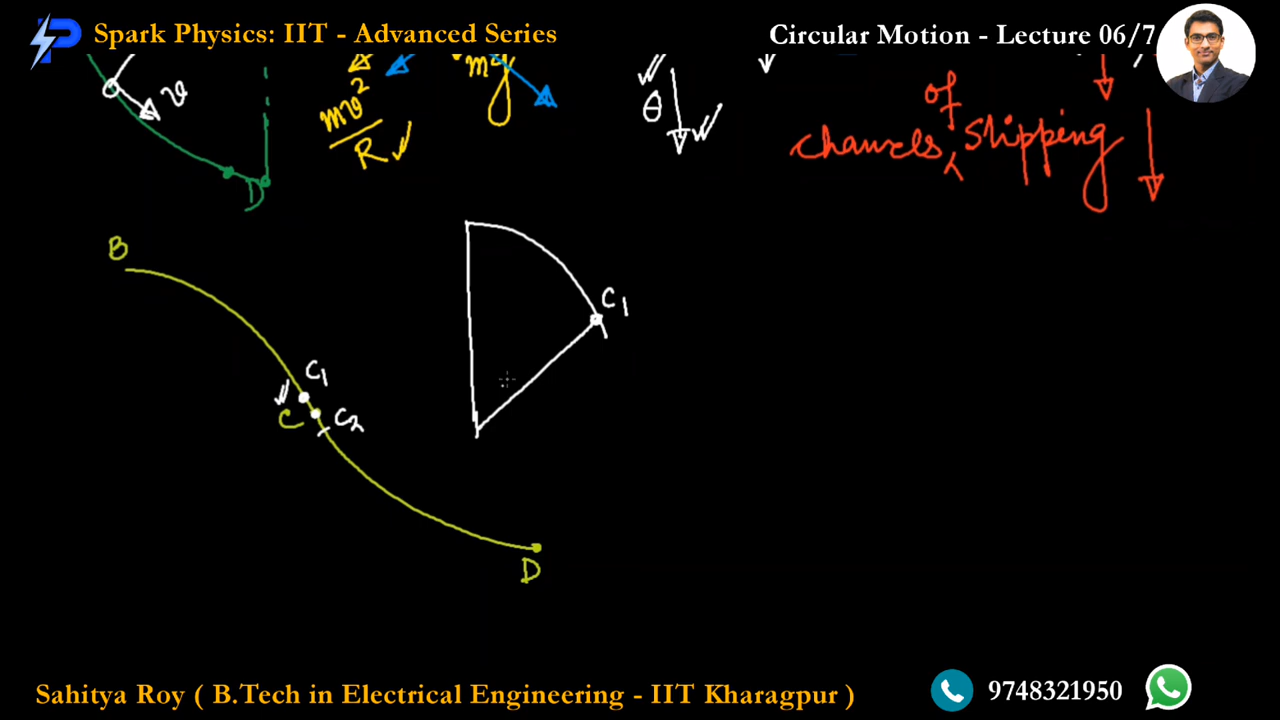 Spark Physics: IIT - Advanced Series
Circular Motion - Lecture 06/7
v
mv²
R
mg
θ
of
chances slipping
D
B
C1
C1
C
C2
D
Sahitya Roy ( B.Tech in Electrical Engineering - IIT Kharagpur )
9748321950